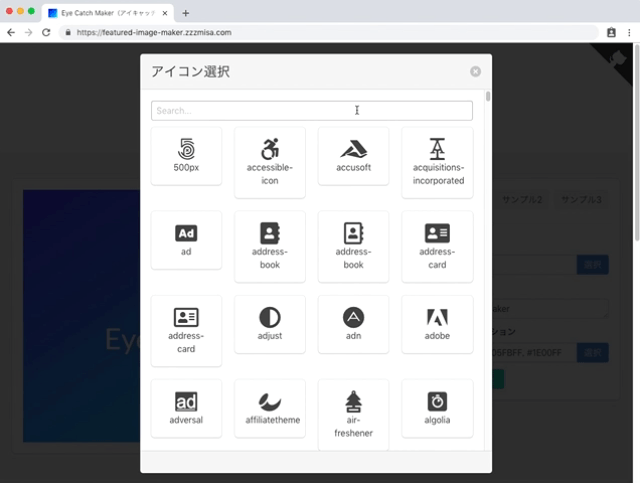 Eye Catch Maker (アイキャッチ
https://featured-image-maker.zzzmisa.com
アイコン選択
Search...
500px
accessible-
icon
accusoft
acquisitions-
incorporated
サンプル2
サンプル3
Ad
ad
address-
book
address-
book
address-
card
選択
address-
card
adjust
adn
adobe
aker
ション
Ey
05FBFF, #1E00FF
選択
ad
adversal
affiliatetheme
air-
freshener
algolia